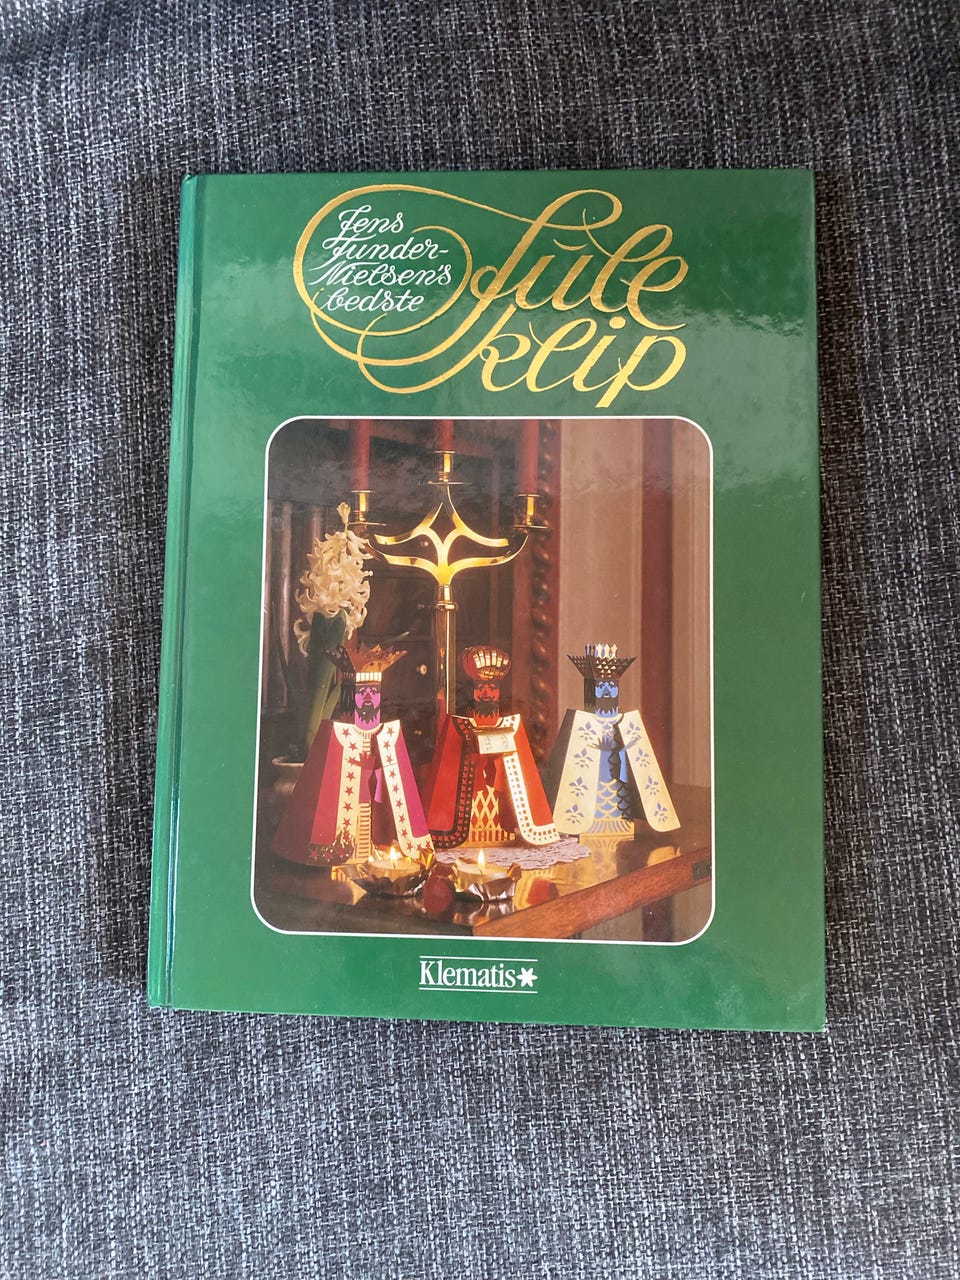 Jens
Funder-
Nielsen's
bedste
Jule
klip
Klematis